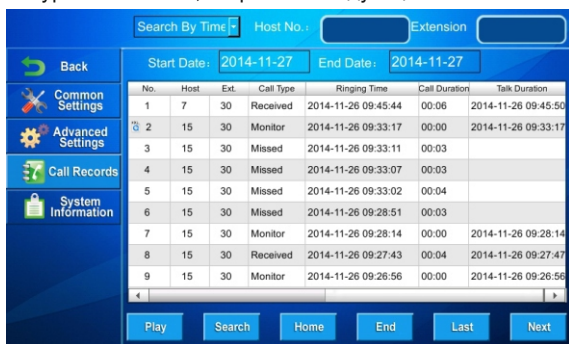 Search By Time Host No.: Extension
Back
Start Date: 2014-11-27 End Date: 2014-11-27
Common Settings
Advanced Settings
Call Records
System Information
No. Host Ext. Call Type Ringing Time Call Duration Talk Duration
1 7 30 Received 2014-11-26 09:45:44 00:06 2014-11-26 09:45:50
2 15 30 Monitor 2014-11-26 09:33:17 00:00 2014-11-26 09:33:17
3 15 30 Missed 2014-11-26 09:33:11 00:03
4 15 30 Missed 2014-11-26 09:33:07 00:03
5 15 30 Missed 2014-11-26 09:33:02 00:04
6 15 30 Missed 2014-11-26 09:28:51 00:03
7 15 30 Monitor 2014-11-26 09:28:14 00:00 2014-11-26 09:28:14
8 15 30 Received 2014-11-26 09:27:43 00:04 2014-11-26 09:27:47
9 15 30 Monitor 2014-11-26 09:26:56 00:00 2014-11-26 09:26:56
Play Search Home End Last Next